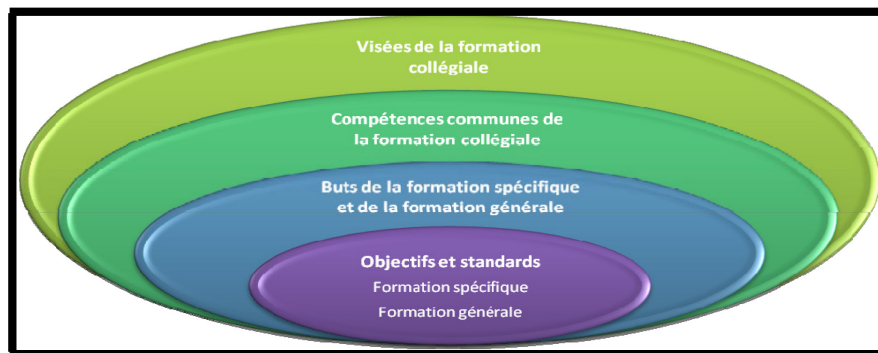 Visées de la formation
collégiale
Compétences communes de
la formation collégiale
Buts de la formation spécifique
et de la formation générale
Objectifs et standards
Formation spécifique
Formation générale